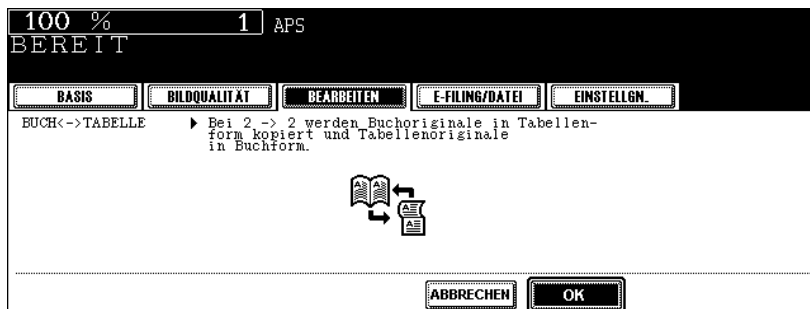 100 % 1 APS
BEREIT
BASIS BILDQUALITÄT BEARBEITEN E-FILING/DATEI EINSTELLGN.
BUCH<->TABELLE Bei 2 -> 2 werden Buchoriginale in Tabellen-
form kopiert und Tabellenoriginale
in Buchform.
ABBRECHEN OK